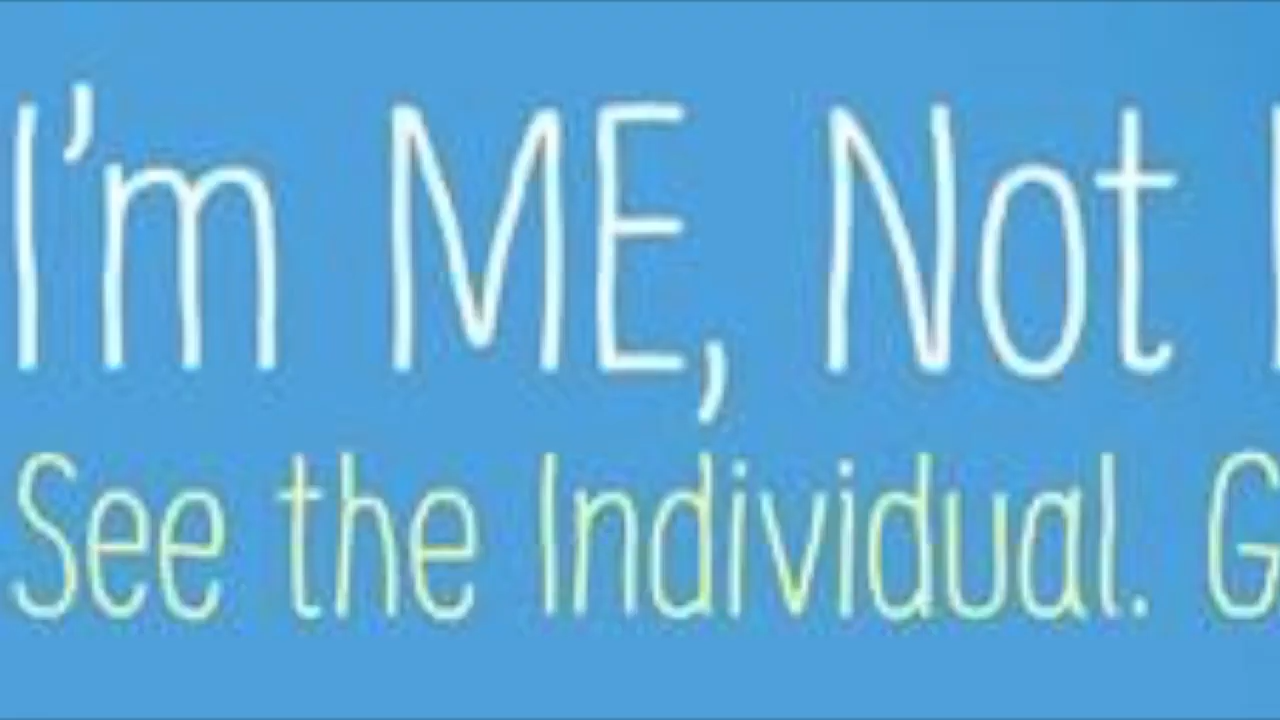 I'm ME, Not
See the Individual. G